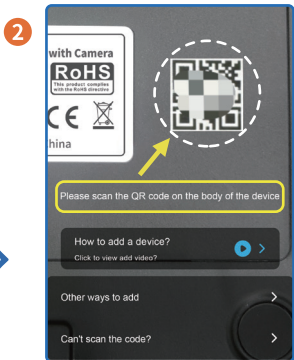 2
with Camera
RoHS
This product complies
with the RoHS directive
CE
hina
Please scan the QR code on the body of the device
How to add a device?
Click to view add video?
Other ways to add
Can't scan the code?